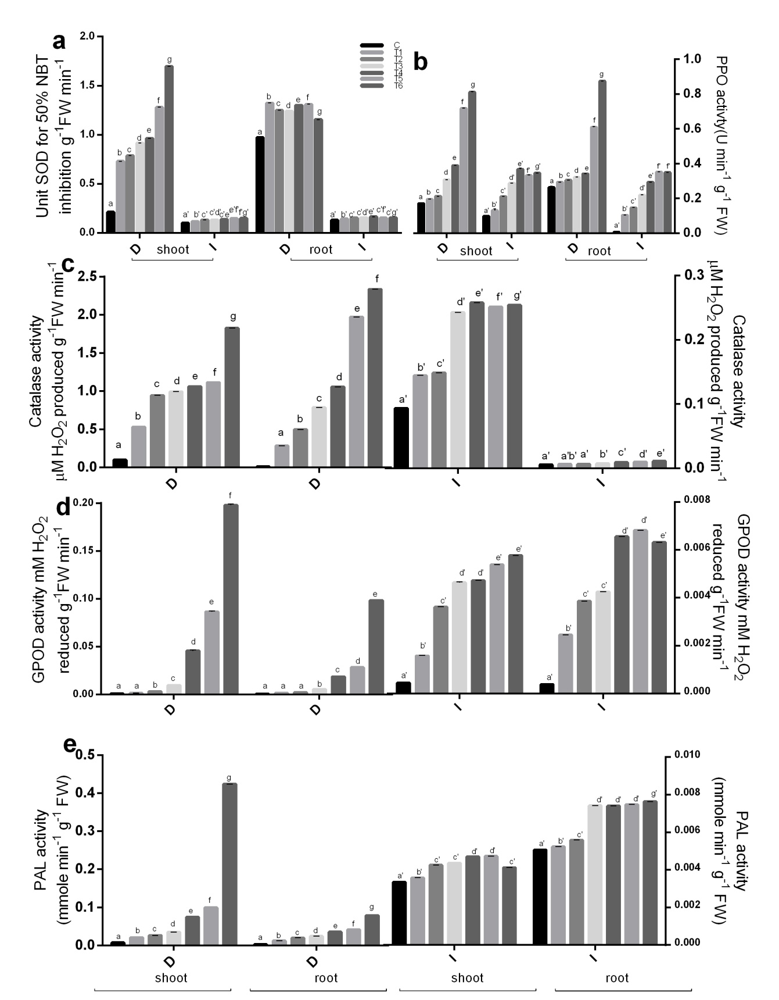 a
2.0
1.5
1.0
0.5
0.0
Unit SOD for 50% NBT
inhibition g⁻¹FW min⁻¹
a b c d e f g
a' b' c' c'd' c'e' e'f' f'g'
a b c d e f g
a' b' c' c'd' e' c'f' c'g'
D shoot I
D root I
C
T1
T2
T3
T4
T5
T6
b
1.0
0.8
0.6
0.4
0.2
0.0
PPO activty(U min⁻¹ g⁻¹ FW)
a b c d e f g
a' b' c' d' e' f' g'
a b c d e f g
a' b' c' d' e' f' f'
D shoot I
D root I
c
2.5
2.0
1.5
1.0
0.5
0.0
Catalase activity
µM H₂O₂ produced g⁻¹FW min⁻¹
a b c d e f g
a b c d e f
a' b' c' d' e' f' g'
a' a'b' a' b' c' d' e'
D D I I
0.3
0.2
0.1
0.0
µM H₂O₂ produced g⁻¹FW min⁻¹
Catalase activity
d
0.20
0.15
0.10
0.05
0.00
GPOD activity mM H₂O₂
reduced g⁻¹FW min⁻¹
a a b c d e f
a a a b c d e
a' b' c' d' d' e' e'
a' b' c' c' d' d' e'
D D I I
0.008
0.006
0.004
0.002
0.000
reduced g⁻¹FW min⁻¹
GPOD activity mM H₂O₂
e
0.5
0.4
0.3
0.2
0.1
0.0
PAL activity
(mmole min⁻¹ g⁻¹ FW)
a b c d e f g
a b c d e f g
a' b' c' c' d' d' c'
a' b' c' d' d' d' g'
D D I I
0.010
0.008
0.006
0.004
0.002
0.000
(mmole min⁻¹ g⁻¹ FW)
PAL activity
shoot root shoot root